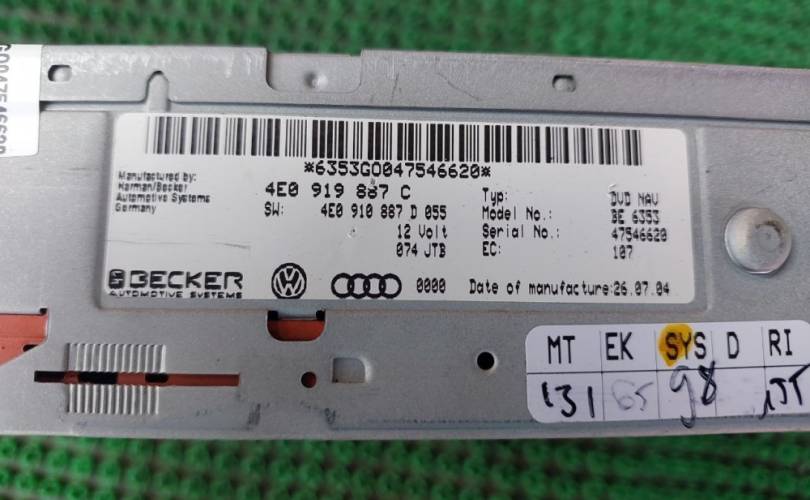 *6353G0047546620*
Manufactured by:
Harman/Becker
Automotive Systems
Germany
4E0 919 887 C
SW: 4E0 910 887 D 055
12 Volt
074 JTB
Typ: DVD NAV
Model No.: BE 6353
Serial No.: 47546620
EC: 107
BECKER
AUTOMOTIVE SYSTEMS
0000
Date of manufacture:26.07.04
MT EK SYS D RI
131 65 98